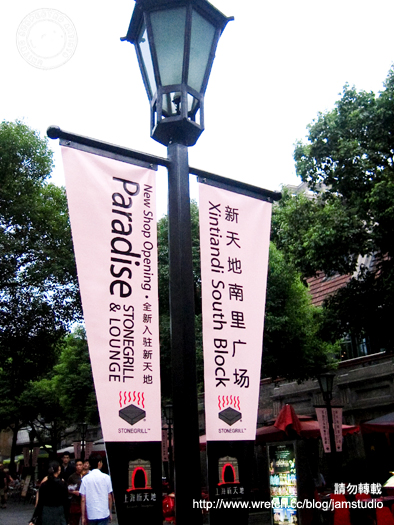 New Shop Opening · 全新入驻新天地
Paradise
STONEGRILL
& LOUNGE
STONEGRILL™
上海新天地
新天地南里广场
Xintiandi South Block
STONEGRILL™
上海新天地
請勿轉載
http://www.wretch.cc/blog/jamstudio